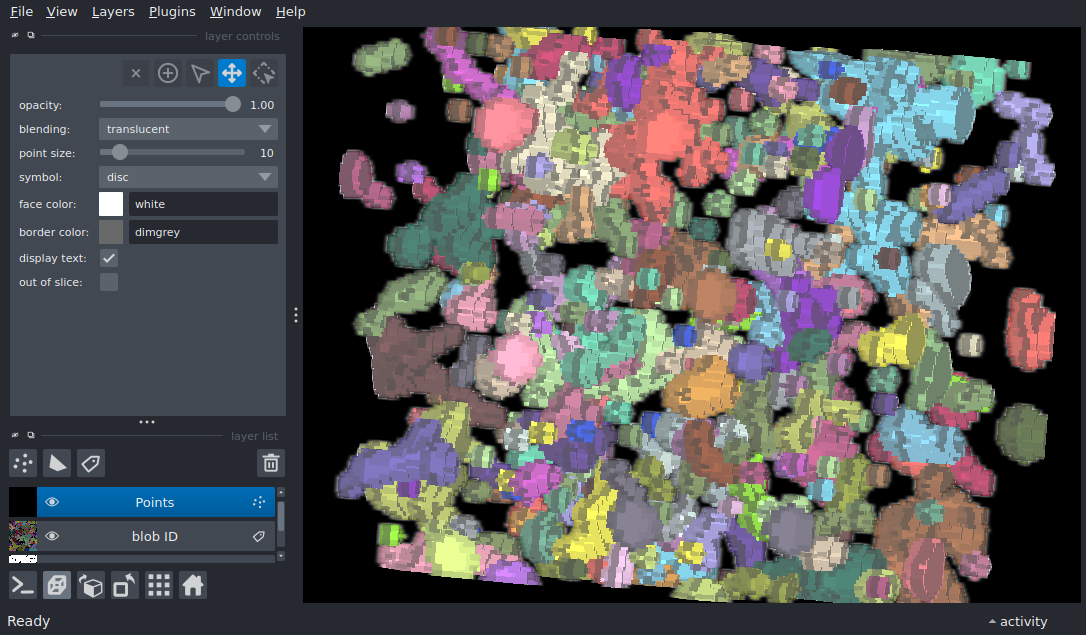 File View Layers Plugins Window Help
layer controls
opacity: 1.00
blending: translucent
point size: 10
symbol: disc
face color: white
border color: dimgrey
display text:
out of slice:
layer list
Points
blob ID
Ready
activity